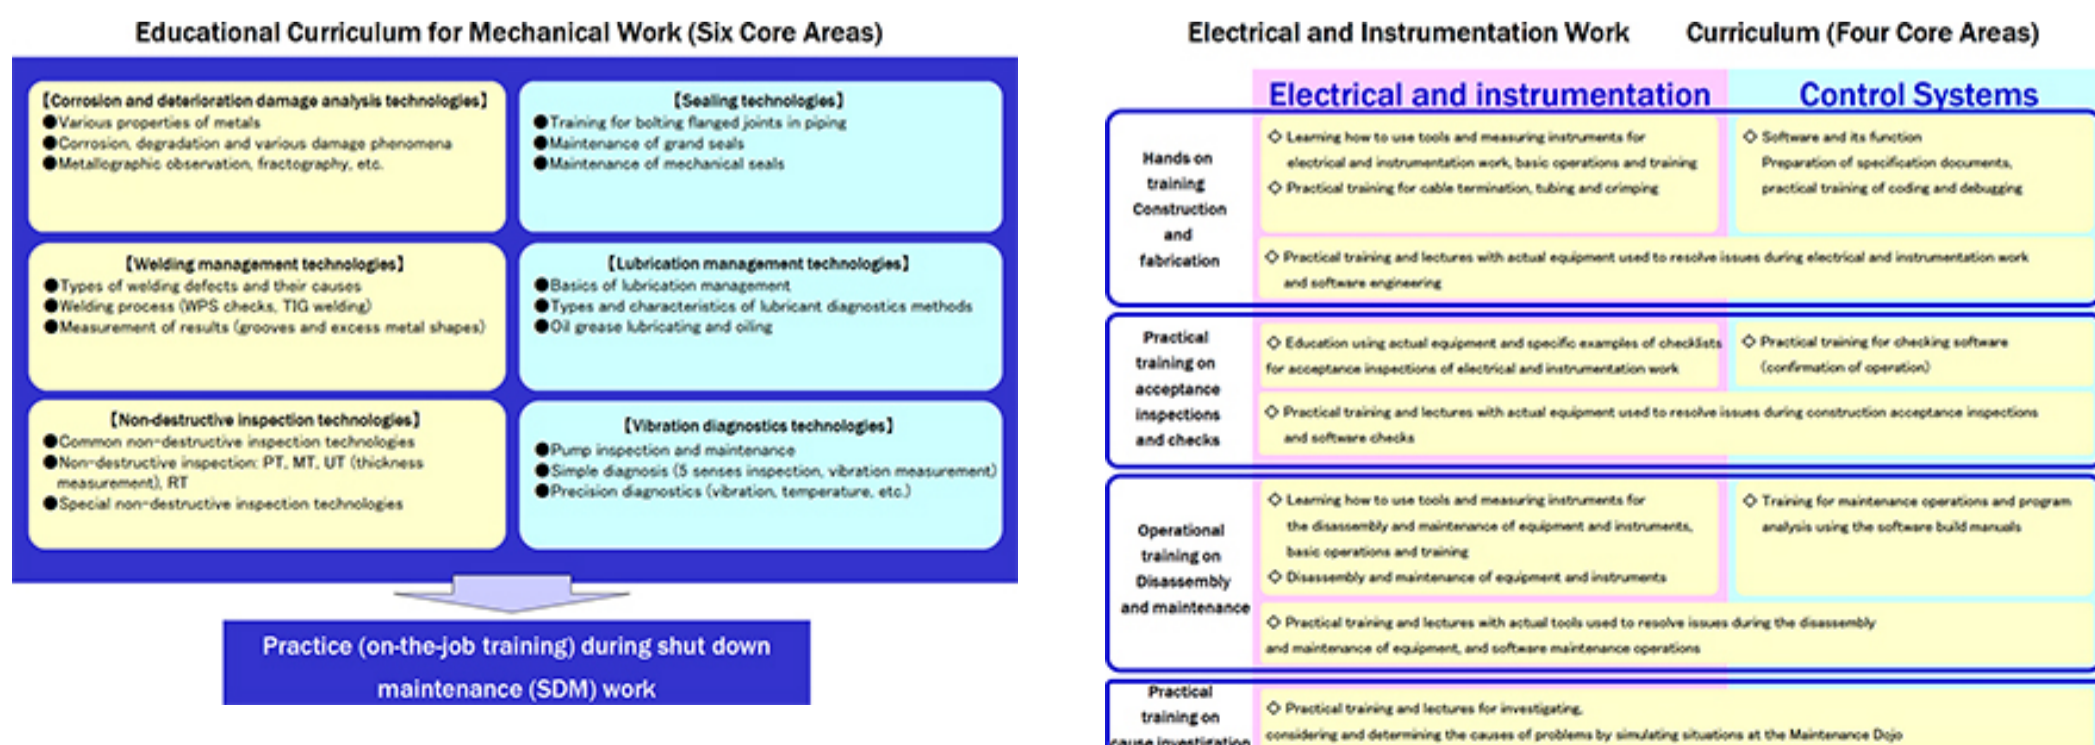 Educational Curriculum for Mechanical Work (Six Core Areas)
【Corrosion and deterioration damage analysis technologies】
●Various properties of metals
●Corrosion, degradation and various damage phenomena
●Metallographic observation, fractography, etc.
【Sealing technologies】
●Training for bolting flanged joints in piping
●Maintenance of grand seals
●Maintenance of mechanical seals
【Welding management technologies】
●Types of welding defects and their causes
●Welding process (WPS checks, TIG welding)
●Measurement of results (grooves and excess metal shapes)
【Lubrication management technologies】
●Basics of lubrication management
●Types and characteristics of lubricant diagnostics methods
●Oil grease lubricating and oiling
【Non-destructive inspection technologies】
●Common non-destructive inspection technologies
●Non-destructive inspection: PT, MT, UT (thickness
measurement), RT
●Special non-destructive inspection technologies
【Vibration diagnostics technologies】
●Pump inspection and maintenance
●Simple diagnosis (5 senses inspection, vibration measurement)
●Precision diagnostics (vibration, temperature, etc.)
Practice (on-the-job training) during shut down
maintenance (SDM) work
Electrical and Instrumentation Work Curriculum (Four Core Areas)
Electrical and instrumentation
Control Systems
Hands on
training
Construction
and
fabrication
◇ Learning how to use tools and measuring instruments for
electrical and instrumentation work, basic operations and training
◇ Practical training for cable termination, tubing and crimping
◇ Software and its function
Preparation of specification documents,
practical training of coding and debugging
◇ Practical training and lectures with actual equipment used to resolve issues during electrical and instrumentation work
and software engineering
Practical
training on
acceptance
inspections
and checks
◇ Education using actual equipment and specific examples of checklists
for acceptance inspections of electrical and instrumentation work
◇ Practical training for checking software
(confirmation of operation)
◇ Practical training and lectures with actual equipment used to resolve issues during construction acceptance inspections
and software checks
Operational
training on
Disassembly
and maintenance
◇ Learning how to use tools and measuring instruments for
the disassembly and maintenance of equipment and instruments,
basic operations and training
◇ Disassembly and maintenance of equipment and instruments
◇ Training for maintenance operations and program
analysis using the software build manuals
◇ Practical training and lectures with actual tools used to resolve issues during the disassembly
and maintenance of equipment, and software maintenance operations
Practical
training on
cause investigation
◇ Practical training and lectures for investigating,
considering and determining the causes of problems by simulating situations at the Maintenance Dojo